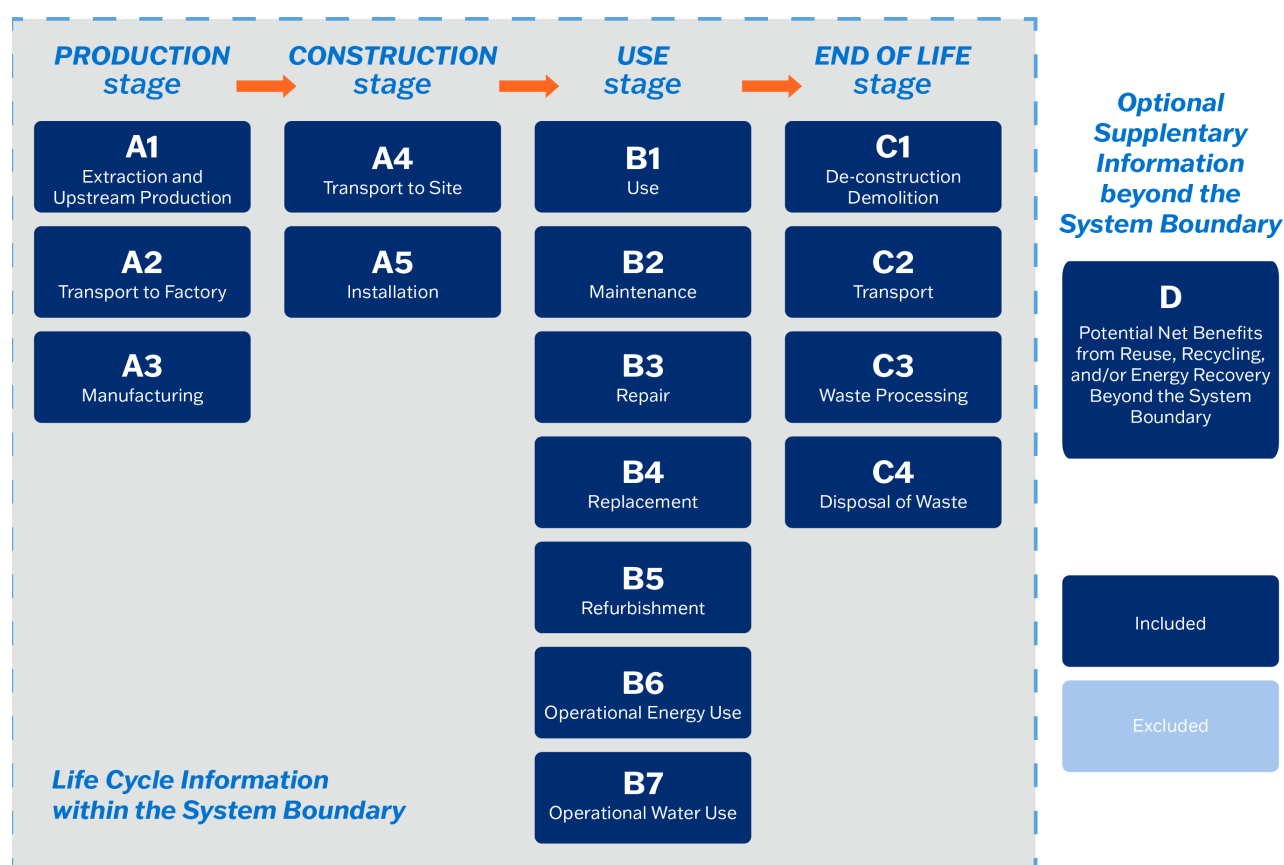 PRODUCTION
stage
CONSTRUCTION
stage
USE
stage
END OF LIFE
stage
A1
Extraction and
Upstream Production
A2
Transport to Factory
A3
Manufacturing
A4
Transport to Site
A5
Installation
B1
Use
B2
Maintenance
B3
Repair
B4
Replacement
B5
Refurbishment
B6
Operational Energy Use
B7
Operational Water Use
C1
De-construction
Demolition
C2
Transport
C3
Waste Processing
C4
Disposal of Waste
Life Cycle Information
within the System Boundary
Optional
Supplentary
Information
beyond the
System Boundary
D
Potential Net Benefits
from Reuse, Recycling,
and/or Energy Recovery
Beyond the System
Boundary
Included
Excluded